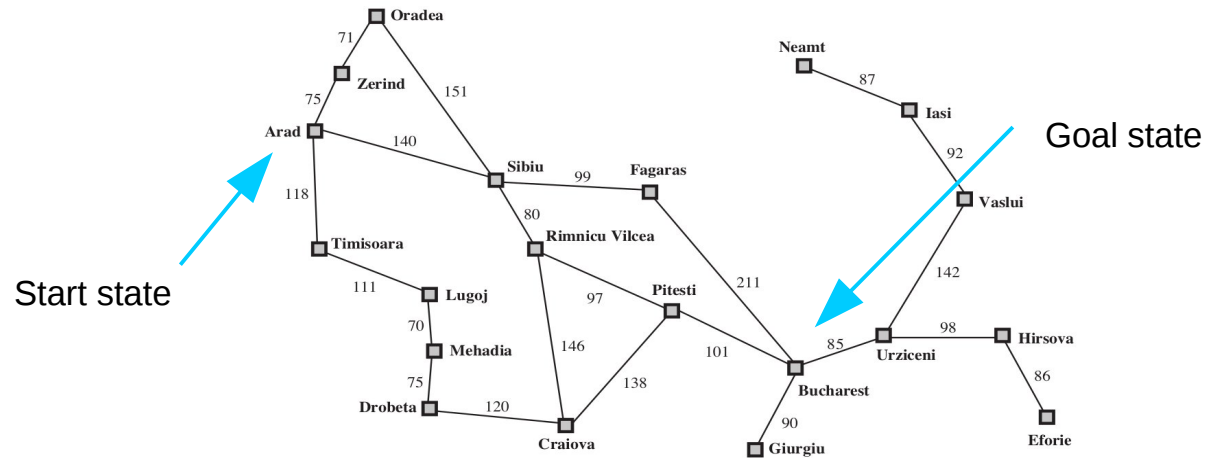 Oradea
71
Neamt
87
Zerind
75
151
Iasi
Arad
140
92
Goal state
Sibiu
99
Fagaras
118
80
Vaslui
Timisoara
Rimnicu Vilcea
142
Start state
111
Lugoj
97
Pitesti
211
70
98
Hirsova
Mehadia
146
101
85
Urziceni
75
138
86
Bucharest
Drobeta
120
90
Craiova
Giurgiu
Eforie